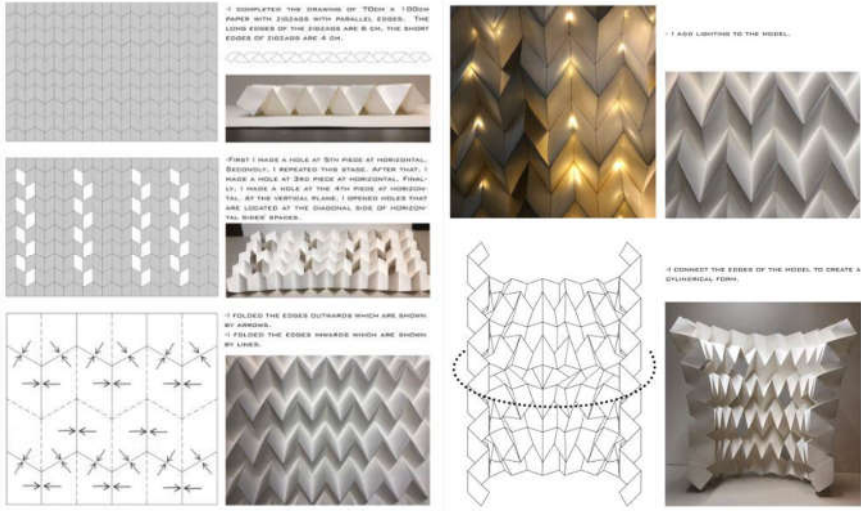 -I COMPLETED THE DRAWING OF 70CM X 100CM
PAPER WITH ZIGZAGS WITH PARALLEL EDGES. THE
LONG EDGES OF THE ZIGZAGS ARE 6 CM, THE SHORT
EDGES OF ZIGZAGS ARE 4 CM.
-FIRST I MADE A HOLE AT 5TH PIECE AT HORIZONTAL.
SECONDLY, I REPEATED THIS STAGE. AFTER THAT, I
MADE A HOLE AT 3RD PIECE AT HORIZONTAL. FINAL-
LY, I MADE A HOLE AT THE 4TH PIECE AT HORIZON-
TAL. AT THE VERTICAL PLANE, I OPENED HOLES THAT
ARE LOCATED AT THE DIAGONAL SIDE OF HORIZON-
TAL SIDES' SPACES.
-I FOLDED THE EDGES OUTWARDS WHICH ARE SHOWN
BY ARROWS.
-I FOLDED THE EDGES INWARDS WHICH ARE SHOWN
BY LINES.
- I ADD LIGHTING TO THE MODEL.
-I CONNECT THE EDGES OF THE MODEL TO CREATE A
CYLINDRICAL FORM.